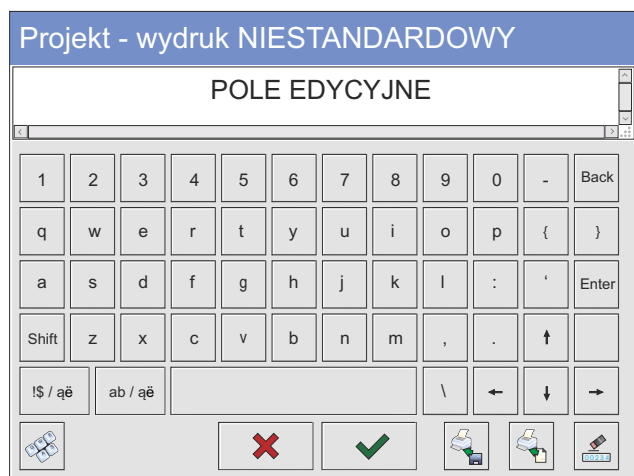 Projekt - wydruk NIESTANDARDOWY
POLE EDYCYJNE
1 2 3 4 5 6 7 8 9 0 - Back
q w e r t y u i o p { }
a s d f g h j k l : ‘ Enter
Shift z x c v b n m , . ↑
!$ / ąë ab / ąë \ ← ↓ →
00234